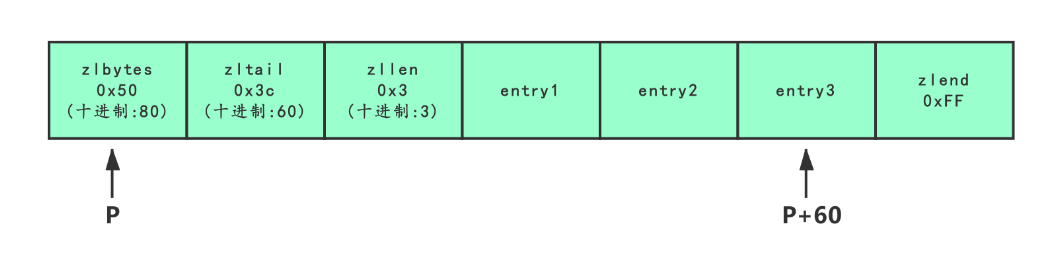 zlbytes
0x50
(十进制:80)
zltail
0x3c
(十进制:60)
zllen
0x3
(十进制:3)
entry1
entry2
entry3
zlend
0xFF
P
P+60